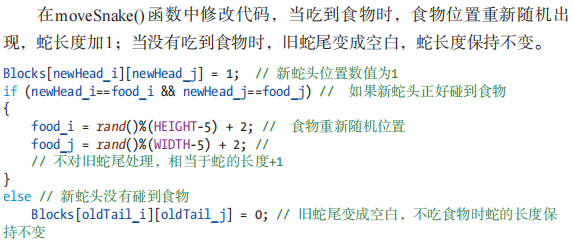 在moveSnake()函数中修改代码，当吃到食物时，食物位置重新随机出
现，蛇长度加1；当没有吃到食物时，旧蛇尾变成空白，蛇长度保持不变。
Blocks[newHead_i][newHead_j] = 1;  // 新蛇头位置数值为1
if (newHead_i==food_i && newHead_j==food_j) //  如果新蛇头正好碰到食物
{
    food_i = rand()%(HEIGHT-5) + 2; //  食物重新随机位置
    food_j = rand()%(WIDTH-5) + 2; //
    // 不对旧蛇尾处理，相当于蛇的长度+1
}
else // 新蛇头没有碰到食物
    Blocks[oldTail_i][oldTail_j] = 0; // 旧蛇尾变成空白，不吃食物时蛇的长度保
持不变